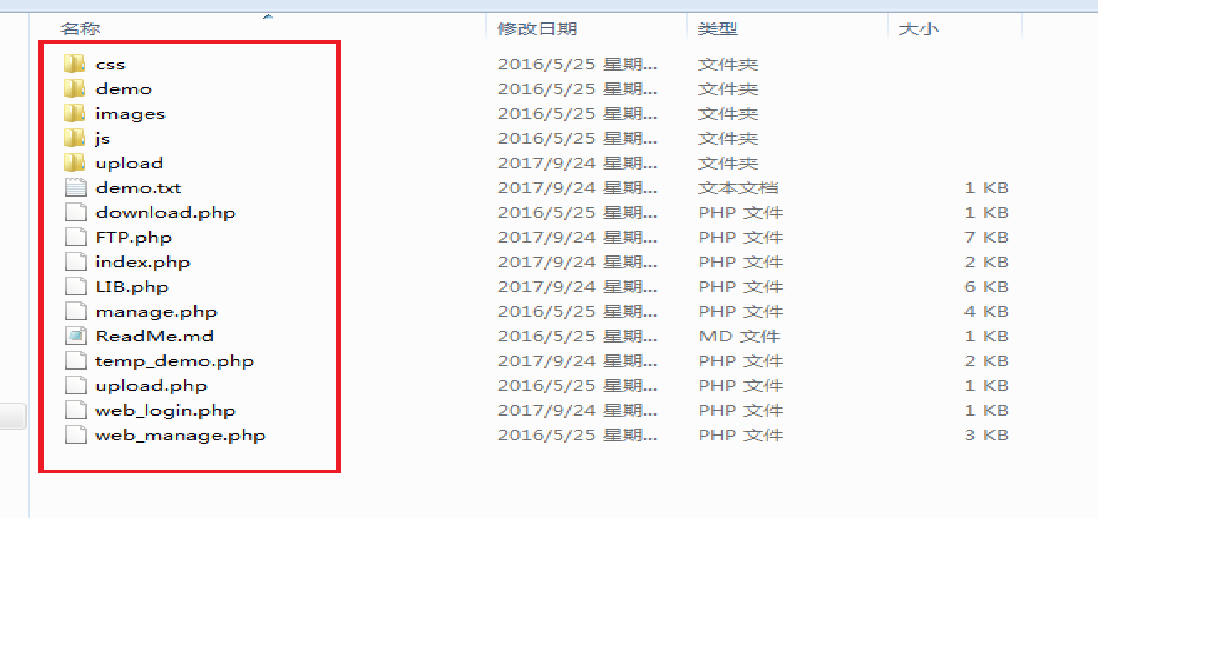 名称 修改日期 类型 大小
css 2016/5/25 星期... 文件夹
demo 2016/5/25 星期... 文件夹
images 2016/5/25 星期... 文件夹
js 2016/5/25 星期... 文件夹
upload 2017/9/24 星期... 文件夹
demo.txt 2017/9/24 星期... 文本文档 1 KB
download.php 2016/5/25 星期... PHP 文件 1 KB
FTP.php 2017/9/24 星期... PHP 文件 7 KB
index.php 2017/9/24 星期... PHP 文件 2 KB
LIB.php 2017/9/24 星期... PHP 文件 6 KB
manage.php 2016/5/25 星期... PHP 文件 4 KB
ReadMe.md 2016/5/25 星期... MD 文件 1 KB
temp_demo.php 2017/9/24 星期... PHP 文件 2 KB
upload.php 2016/5/25 星期... PHP 文件 1 KB
web_login.php 2017/9/24 星期... PHP 文件 1 KB
web_manage.php 2016/5/25 星期... PHP 文件 3 KB